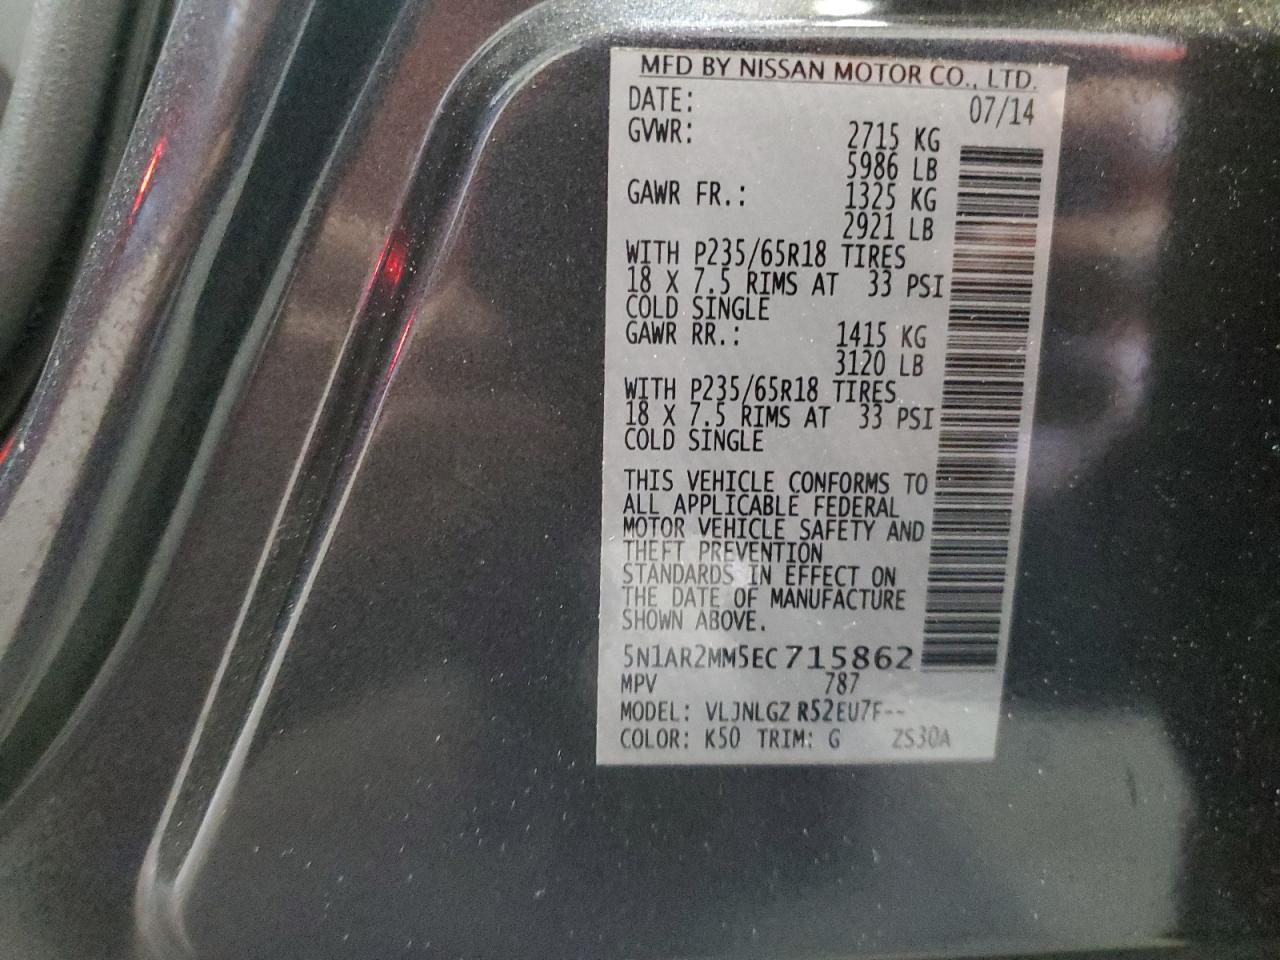 MFD BY NISSAN MOTOR CO., LTD.
DATE: 07/14
GVWR: 2715 KG
5986 LB
GAWR FR.: 1325 KG
2921 LB
WITH P235/65R18 TIRES
18 X 7.5 RIMS AT 33 PSI
COLD SINGLE
GAWR RR.: 1415 KG
3120 LB
WITH P235/65R18 TIRES
18 X 7.5 RIMS AT 33 PSI
COLD SINGLE
THIS VEHICLE CONFORMS TO
ALL APPLICABLE FEDERAL
MOTOR VEHICLE SAFETY AND
THEFT PREVENTION
STANDARDS IN EFFECT ON
THE DATE OF MANUFACTURE
SHOWN ABOVE.
5N1AR2MM5EC715862
MPV 787
MODEL: VLJNLGZ R52EU7F--
COLOR: K50 TRIM: G ZS30A